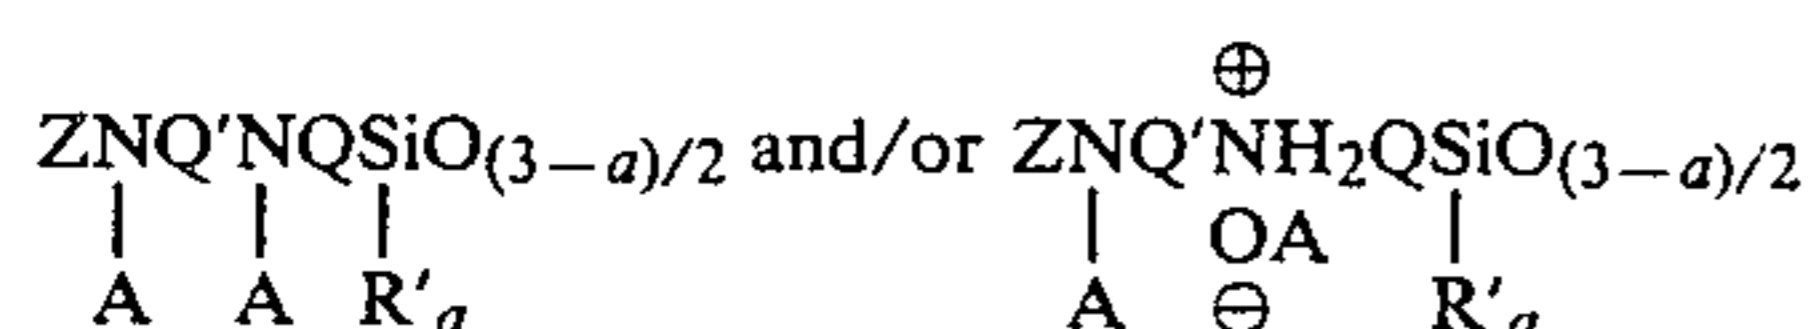 ⊕
ZNQ'NQSiO(3−a)/2 and/or ZNQ'NH2QSiO(3−a)/2
| | | | OA |
A A R'a A ⊖ R'a